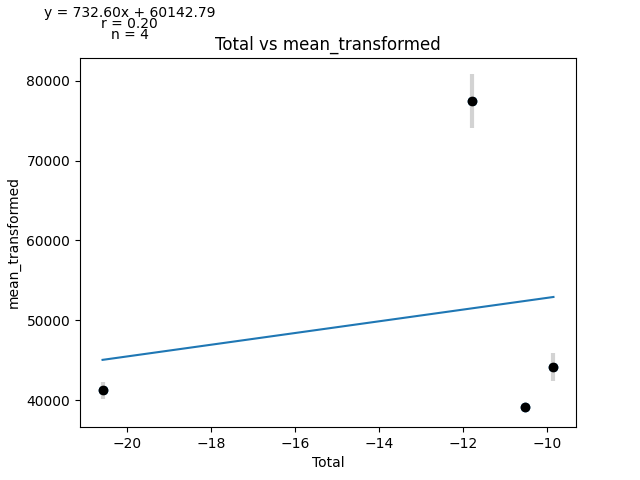 y = 732.60x + 60142.79
r = 0.20
n = 4
Total vs mean_transformed
80000
70000
60000
50000
40000
mean_transformed
−20
−18
−16
−14
−12
−10
Total